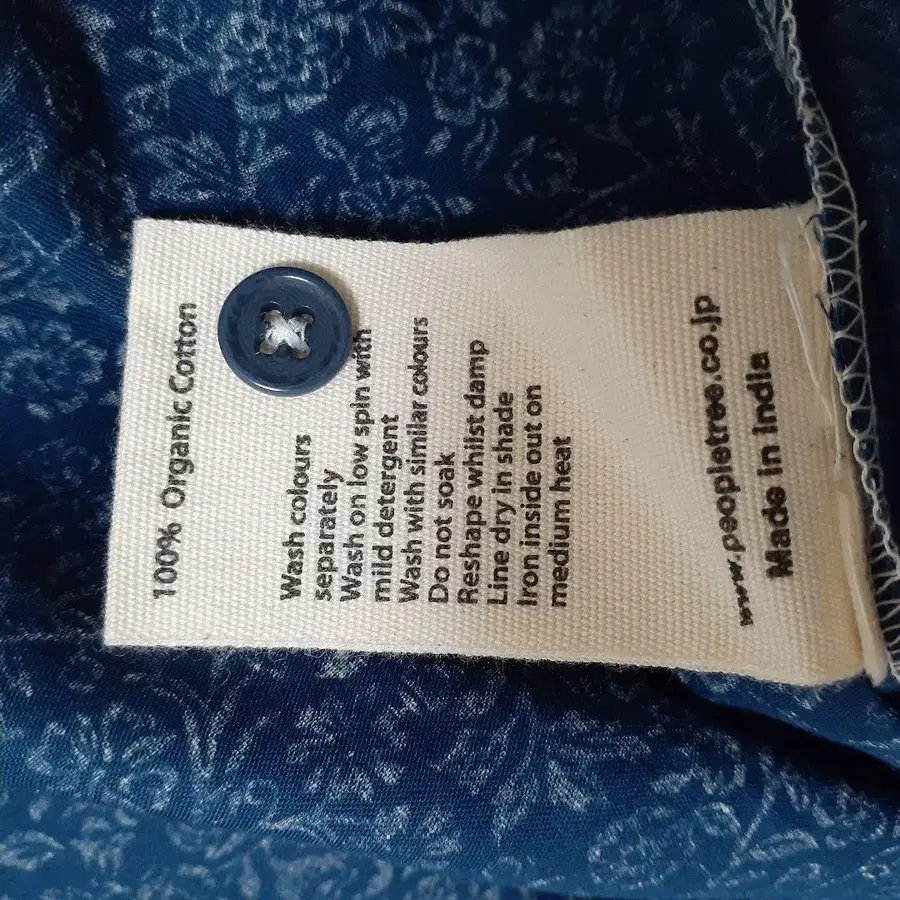 100% Organic Cotton
Wash colours
separately
Wash on low spin with
mild detergent
Wash with similar colours
Do not soak
Reshape whilst damp
Line dry in shade
Iron inside out on
medium heat
www.peopletree.co.jp
Made in India